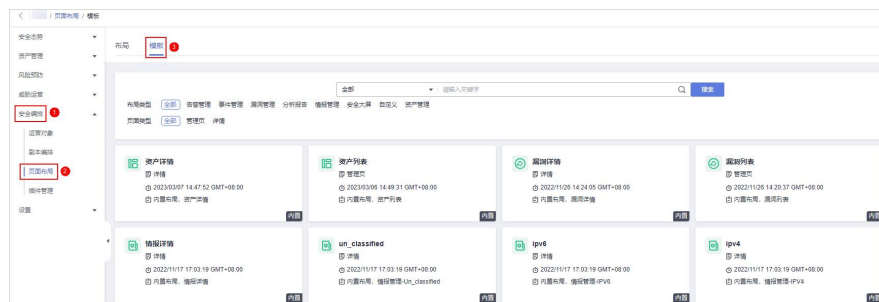 / 页面布局 / 模板
安全态势
资产管理
风险预防
威胁运营
安全编排 1
运营对象
剧本编排
页面布局 2
插件管理
设置
布局 模板 3
全部 请输入关键字 搜索
布局类型 全部 告警管理 事件管理 漏洞管理 分析报告 情报管理 安全大屏 自定义 资产管理
页面类型 全部 管理页 详情
资产详情
详情
2023/03/07 14:47:52 GMT+08:00
内置布局、资产详情
内置
资产列表
管理页
2023/03/06 14:49:31 GMT+08:00
内置布局、资产列表
内置
漏洞详情
详情
2022/11/26 14:24:05 GMT+08:00
内置布局、漏洞详情
内置
漏洞列表
管理页
2022/11/26 14:20:37 GMT+08:00
内置布局、漏洞列表
内置
情报详情
详情
2022/11/17 17:03:19 GMT+08:00
内置布局、情报详情
内置
un_classified
详情
2022/11/17 17:03:19 GMT+08:00
内置布局、情报管理-Un_classified
内置
ipv6
详情
2022/11/17 17:03:19 GMT+08:00
内置布局、情报管理-IPV6
内置
ipv4
详情
2022/11/17 17:03:19 GMT+08:00
内置布局、情报管理-IPV4
内置